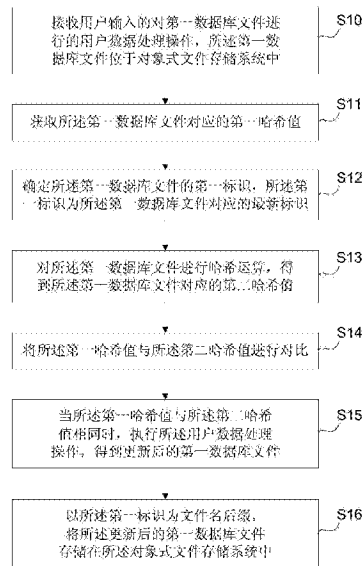 接收用户输入的对第一数据库文件进
行的用户数据处理操作，所述第一数
据库文件位于对象式文件存储系统中
S10
获取所述第一数据库文件对应的第一哈希值
S11
确定所述第一数据库文件的第一标识，所述第
一标识为所述第一数据库文件对应的最新标识
S12
对所述第一数据库文件进行哈希运算，得
到所述第一数据库文件对应的第二哈希值
S13
将所述第一哈希值与所述第二哈希值进行对比
S14
当所述第一哈希值与所述第二哈希
值相同时，执行所述用户数据处理
操作，得到更新后的第一数据库文件
S15
以所述第一标识为文件名后缀，
将所述更新后的第一数据库文件
存储在所述对象式文件存储系统中
S16